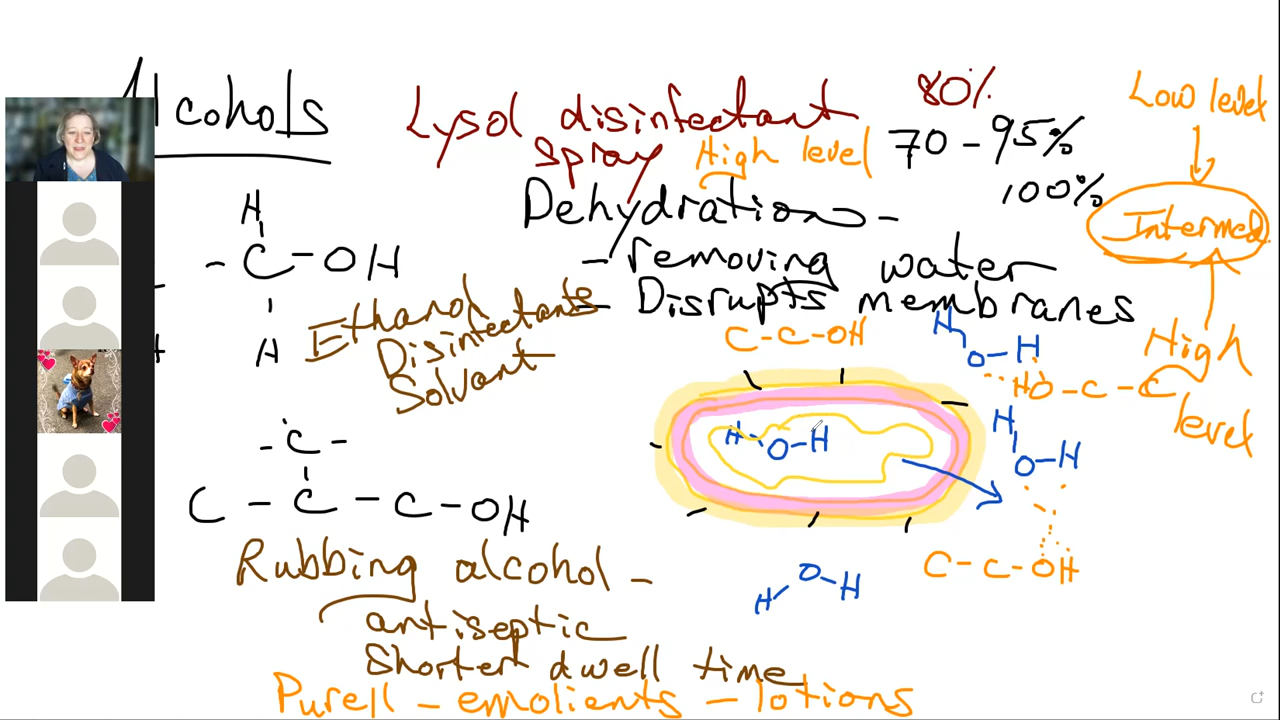 Alcohols
Lysol disinfectant
spray
High level
80%
70 - 95%
100%
Low level
Intermed.
High
level
Dehydration -
- removing water
- Disrupts membranes
H
- C - OH
H
Ethanol
Disinfectants
Solvant
C - C - OH
H
O - H
HO - C - C
H
O - H
C - C - OH
H - O - H
H - O - H
- C -
C - C - C - OH
Rubbing alcohol -
antiseptic
Shorter dwell time
Purell - emolients - lotions